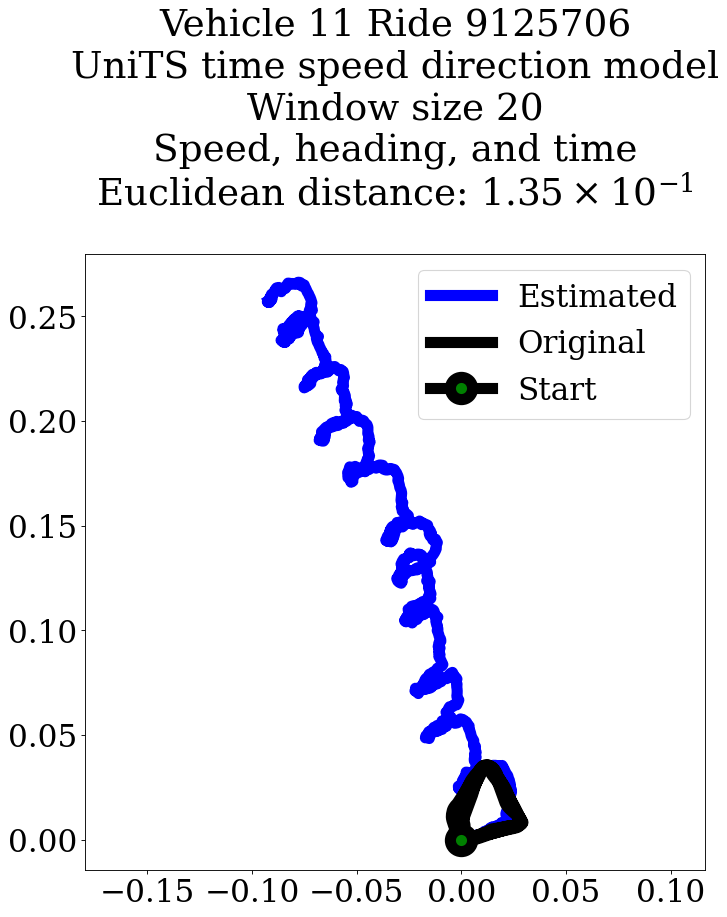 Vehicle 11 Ride 9125706
UniTS time speed direction model
Window size 20
Speed, heading, and time
Euclidean distance: 1.35 × 10⁻¹
Estimated
Original
Start
0.25
0.20
0.15
0.10
0.05
0.00
−0.15 −0.10 −0.05 0.00 0.05 0.10